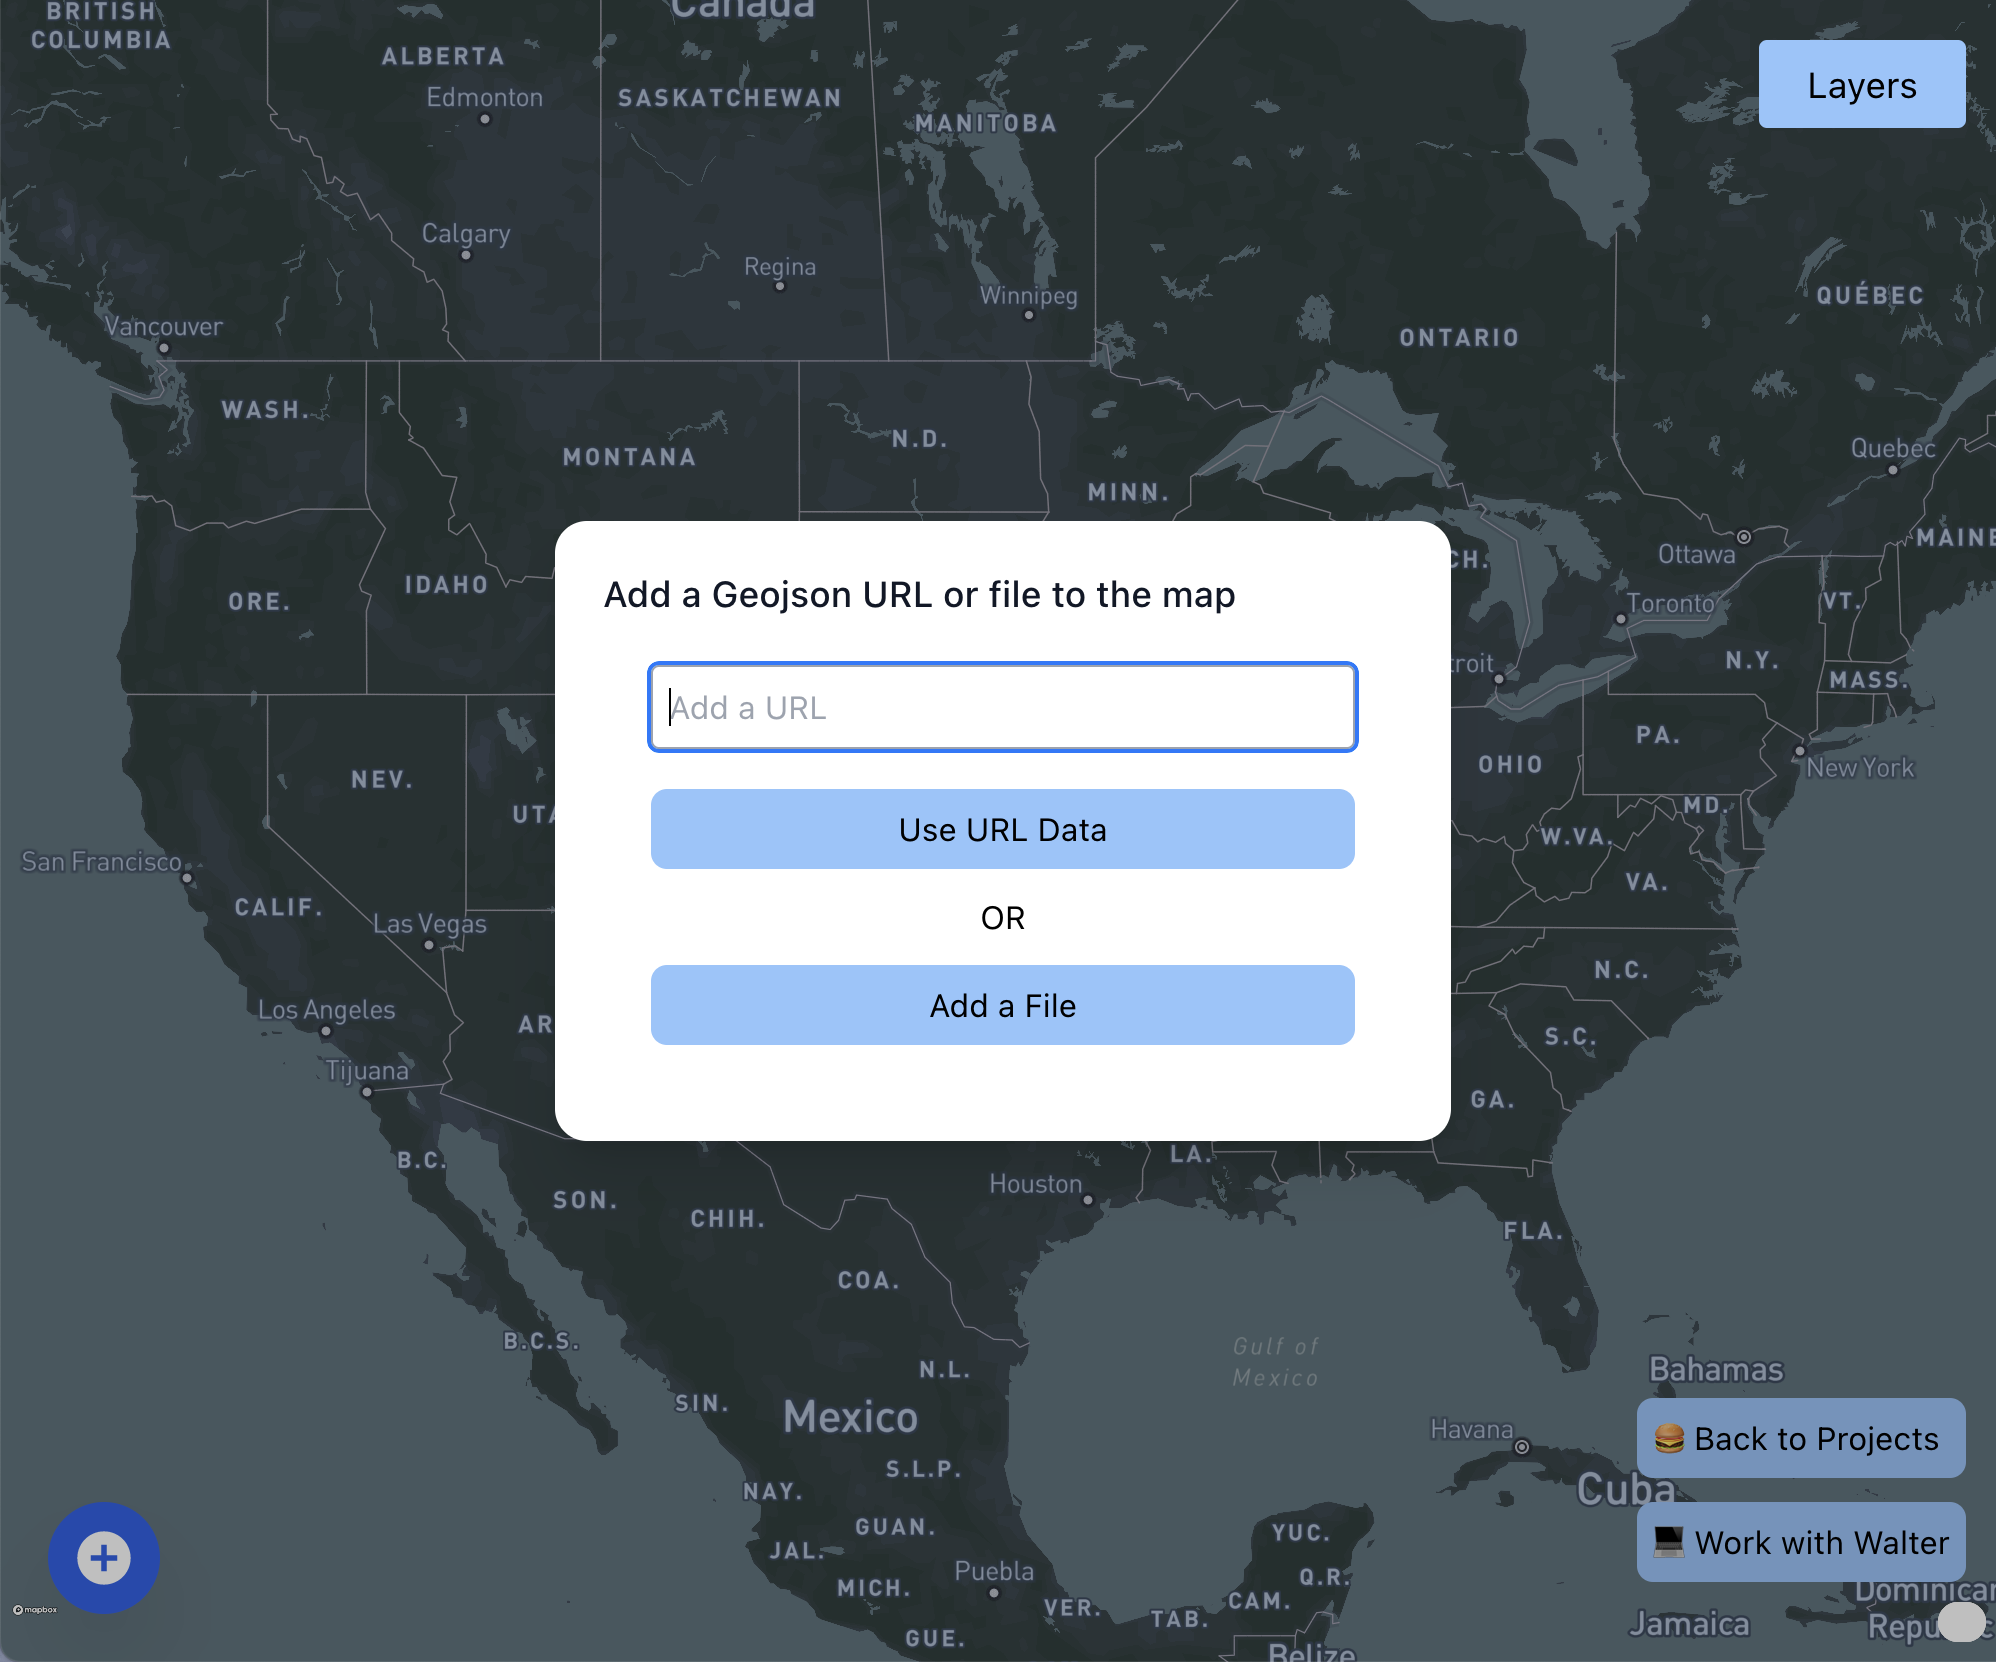 Canada
BRITISH
COLUMBIA
ALBERTA
Edmonton
SASKATCHEWAN
MANITOBA
Layers
Calgary
Regina
Winnipeg
QUÉBEC
Vancouver
ONTARIO
WASH.
MONTANA
N.D.
MINN.
Quebec
Ottawa
MAINE
ORE.
IDAHO
CH.
Toronto
VT.
Add a Geojson URL or file to the map
troit
N.Y.
MASS.
Add a URL
NEV.
UTA
OHIO
PA.
New York
MD.
Use URL Data
W.VA.
VA.
San Francisco
CALIF.
Las Vegas
OR
N.C.
Los Angeles
AR
Add a File
S.C.
Tijuana
GA.
B.C.
LA.
Houston
SON.
CHIH.
FLA.
COA.
B.C.S.
Gulf of
Mexico
N.L.
Bahamas
SIN.
Mexico
Havana
Back to Projects
S.L.P.
Cuba
NAY.
GUAN.
YUC.
Work with Walter
JAL.
Puebla
Q.R.
MICH.
CAM.
Dominican
mapbox
VER.
TAB.
Jamaica
Repu
c
GUE.
Belize